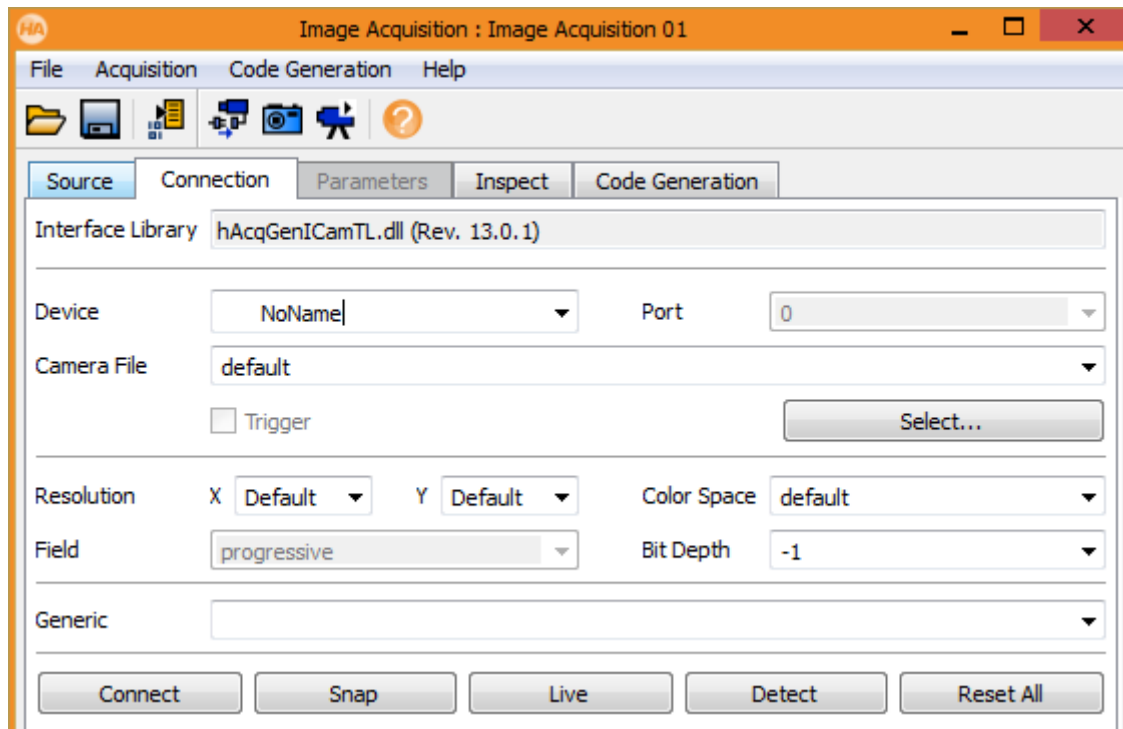 HA Image Acquisition : Image Acquisition 01
File Acquisition Code Generation Help
?
Source Connection Parameters Inspect Code Generation
Interface Library hAcqGenICamTL.dll (Rev. 13.0.1)
Device NoName Port 0
Camera File default
Trigger Select...
Resolution X Default Y Default Color Space default
Field progressive Bit Depth -1
Generic
Connect Snap Live Detect Reset All